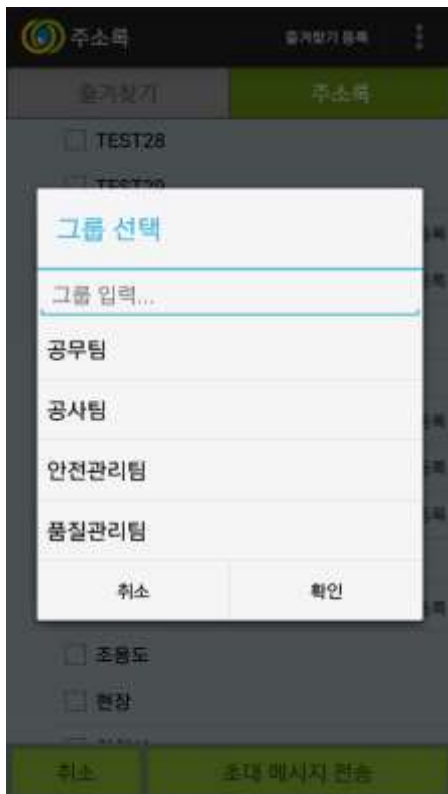 주소록
즐겨찾기 등록
즐겨찾기
주소록
TEST28
TEST29
그룹 선택
그룹 입력...
공무팀
공사팀
안전관리팀
품질관리팀
취소
확인
조용도
현장
취소
초대 메시지 전송